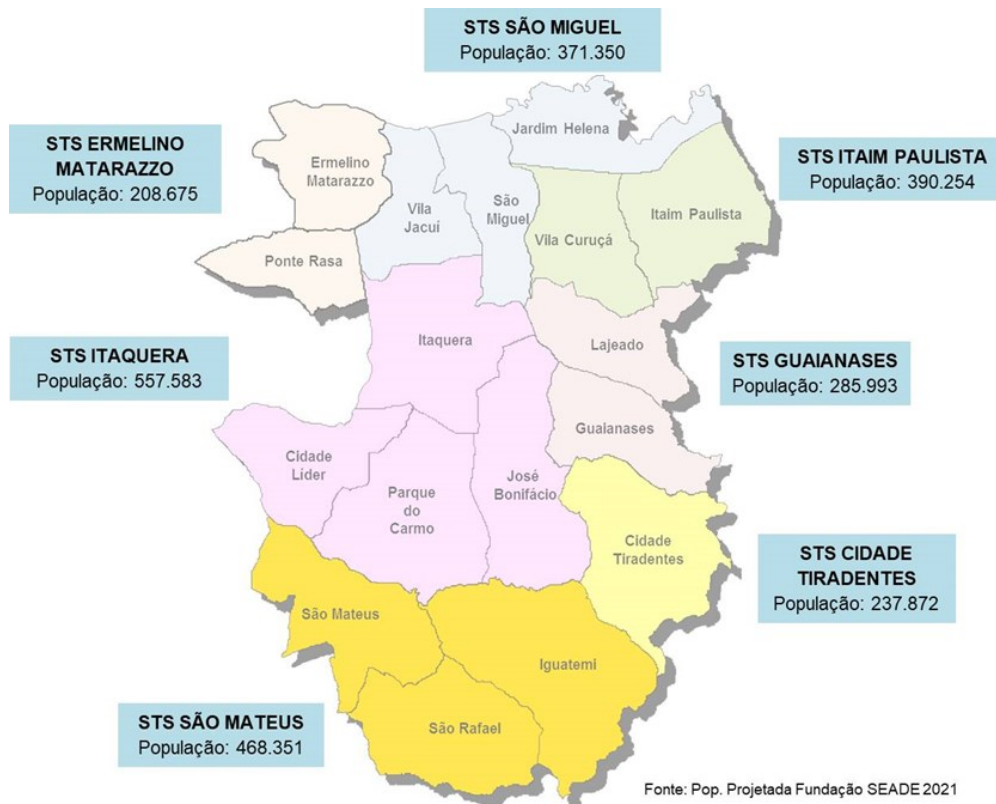 STS SÃO MIGUEL
População: 371.350
STS ERMELINO
MATARAZZO
População: 208.675
STS ITAIM PAULISTA
População: 390.254
Jardim Helena
Ermelino
Matarazzo
Vila
Jacuí
São
Miguel
Vila Curuçá
Itaim Paulista
Ponte Rasa
STS ITAQUERA
População: 557.583
Itaquera
Lajeado
STS GUAIANASES
População: 285.993
Guaianases
Cidade
Líder
Parque
do
Carmo
José
Bonifácio
Cidade
Tiradentes
STS CIDADE
TIRADENTES
População: 237.872
São Mateus
Iguatemi
São Rafael
STS SÃO MATEUS
População: 468.351
Fonte: Pop. Projetada Fundação SEADE 2021